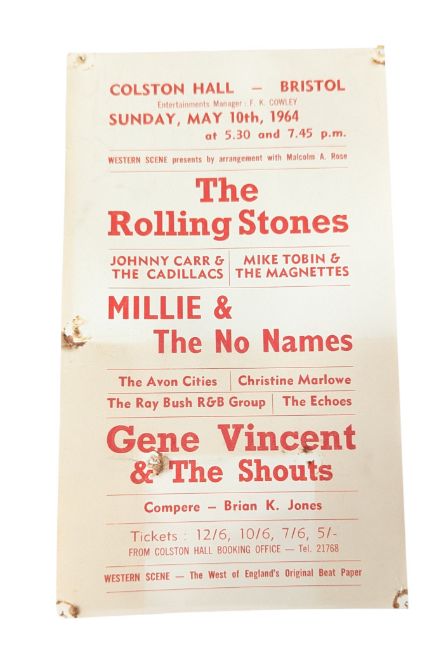 COLSTON HALL — BRISTOL
Entertainments Manager: F. K. COWLEY
SUNDAY, MAY 10th, 1964
at 5.30 and 7.45 p.m.
WESTERN SCENE presents by arrangement with Malcolm A. Rose
The
Rolling Stones
JOHNNY CARR &
THE CADILLACS
MIKE TOBIN &
THE MAGNETTES
MILLIE &
The No Names
The Avon Cities
Christine Marlowe
The Ray Bush R&B Group
The Echoes
Gene Vincent
& The Shouts
Compere — Brian K. Jones
Tickets : 12/6, 10/6, 7/6, 5/-
FROM COLSTON HALL BOOKING OFFICE — Tel. 21768
WESTERN SCENE — The West of England's Original Beat Paper